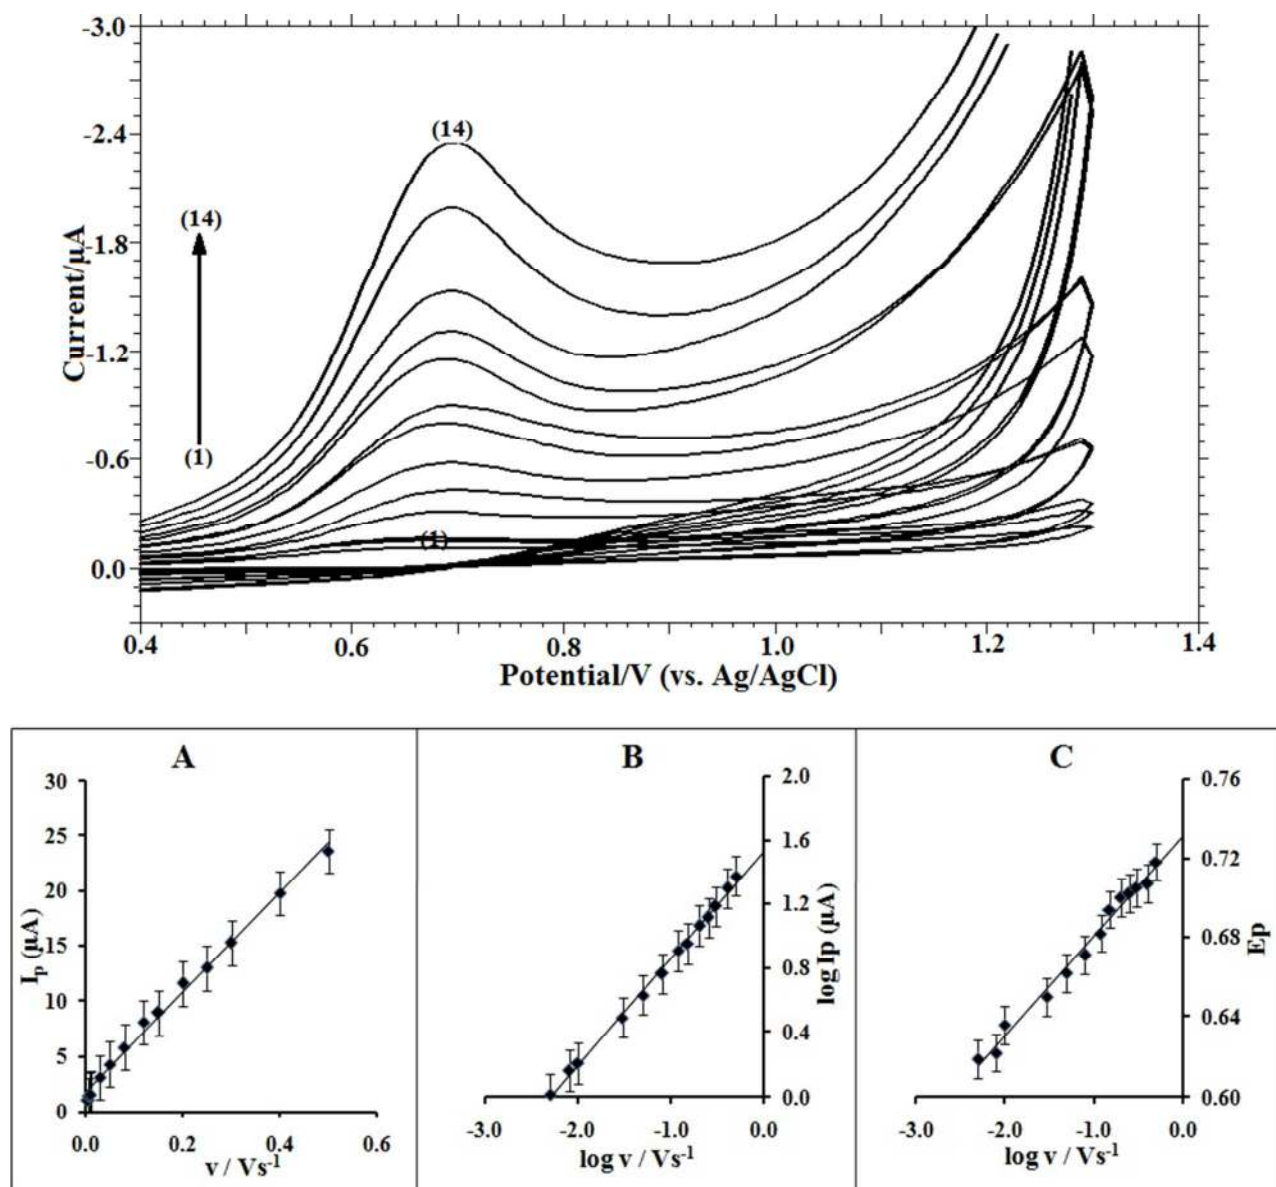 -3.0
-2.4
-1.8
-1.2
-0.6
0.0
Current/μA
(14)
(14)
(1)
(1)
0.4 0.6 0.8 1.0 1.2 1.4
Potential/V (vs. Ag/AgCl)
A
30
25
20
15
10
5
0
Ip (μA)
0.0 0.2 0.4 0.6
v / Vs-1
B
2.0
1.6
1.2
0.8
0.4
0.0
log Ip (μA)
-3.0 -2.0 -1.0 0.0
log v / Vs-1
C
0.76
0.72
0.68
0.64
0.60
Ep
-3.0 -2.0 -1.0 0.0
log v / Vs-1